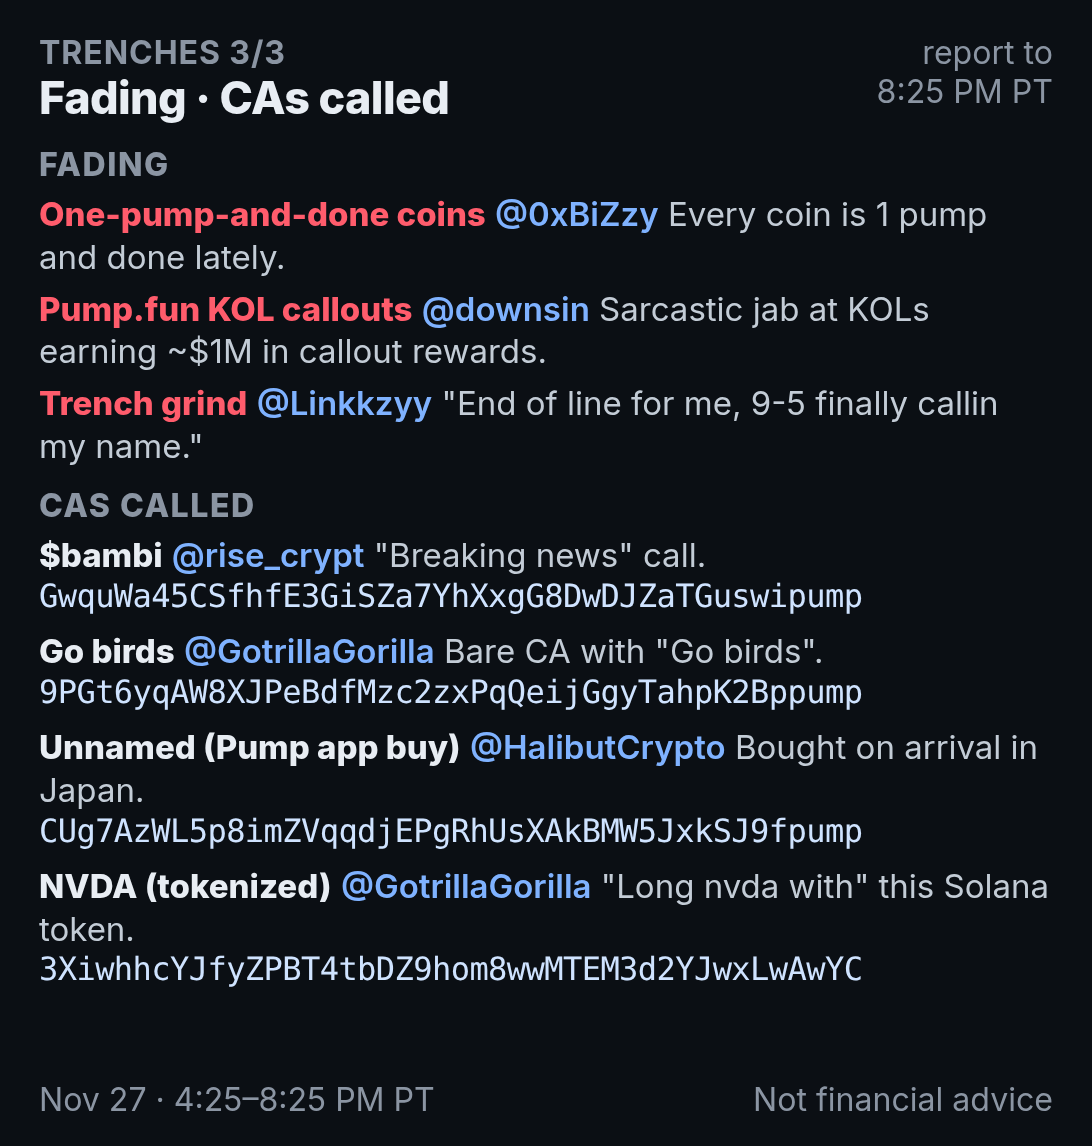 TRENCHES 3/3
report to
8:25 PM PT
Fading · CAs called
FADING
One-pump-and-done coins @0xBiZzy Every coin is 1 pump
and done lately.
Pump.fun KOL callouts @downsin Sarcastic jab at KOLs
earning ~$1M in callout rewards.
Trench grind @Linkkzyy "End of line for me, 9-5 finally callin
my name."
CAS CALLED
$bambi @rise_crypt "Breaking news" call.
GwquWa45CSfhfE3GiSZa7YhXxgG8DwDJZaTGuswipump
Go birds @GotrillaGorilla Bare CA with "Go birds".
9PGt6yqAW8XJPeBdfMzc2zxPqQeijGgyTahpK2Bppump
Unnamed (Pump app buy) @HalibutCrypto Bought on arrival in
Japan.
CUg7AzWL5p8imZVqqdjEPgRhUsXAkBMW5JxkSJ9fpump
NVDA (tokenized) @GotrillaGorilla "Long nvda with" this Solana
token.
3XiwhhcYJfyZPBT4tbDZ9hom8wwMTEM3d2YJwxLwAwYC
Nov 27 · 4:25–8:25 PM PT
Not financial advice